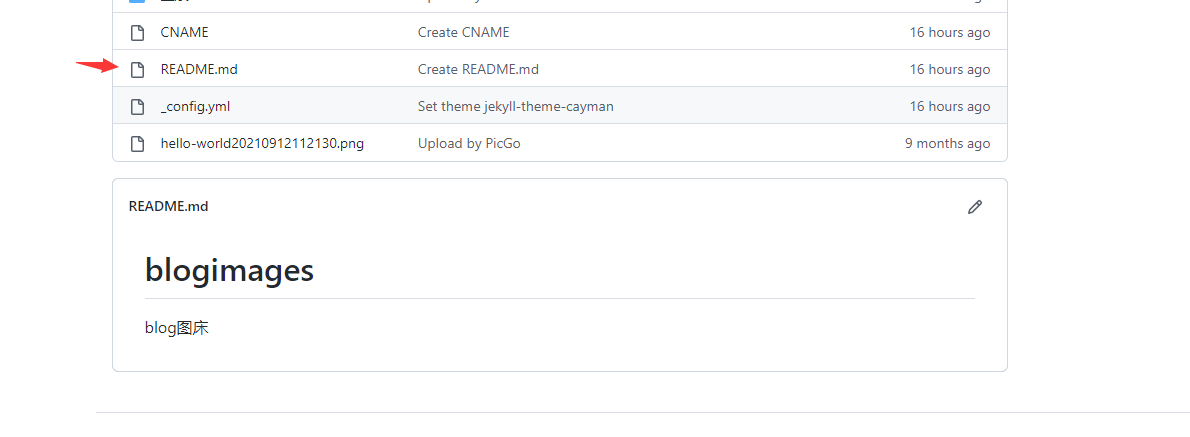 CNAME Create CNAME 16 hours ago
README.md Create README.md 16 hours ago
_config.yml Set theme jekyll-theme-cayman 16 hours ago
hello-world20210912112130.png Upload by PicGo 9 months ago
README.md
blogimages
blog图床